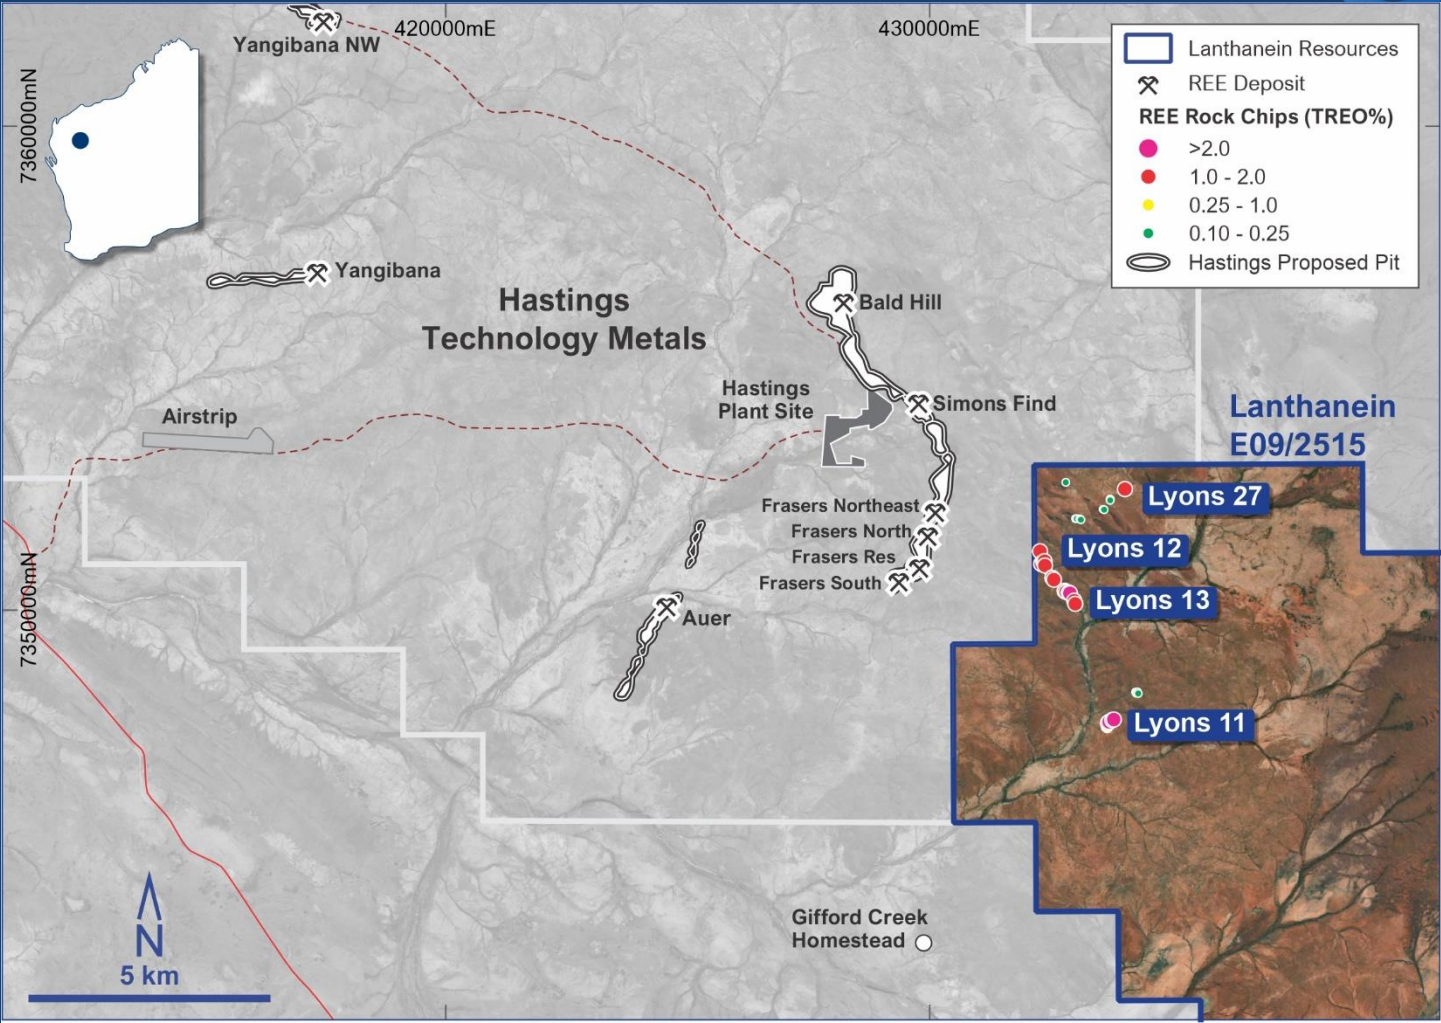 420000mE
430000mE
Yangibana NW
7360000mN
Lanthanein Resources
REE Deposit
REE Rock Chips (TREO%)
>2.0
1.0 - 2.0
0.25 - 1.0
0.10 - 0.25
Hastings Proposed Pit
Yangibana
Hastings
Technology Metals
Bald Hill
Hastings
Plant Site
Simons Find
Airstrip
Lanthanein
E09/2515
Lyons 27
Frasers Northeast
Frasers North
Frasers Res
Frasers South
Lyons 12
Lyons 13
7350000mN
Auer
Lyons 11
Gifford Creek
Homestead
N
5 km